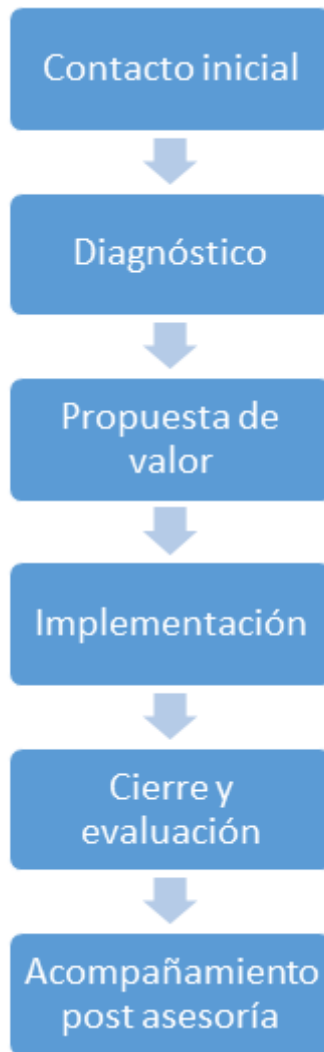 Contacto inicial
Diagnóstico
Propuesta de
valor
Implementación
Cierre y
evaluación
Acompañamiento
post asesoría